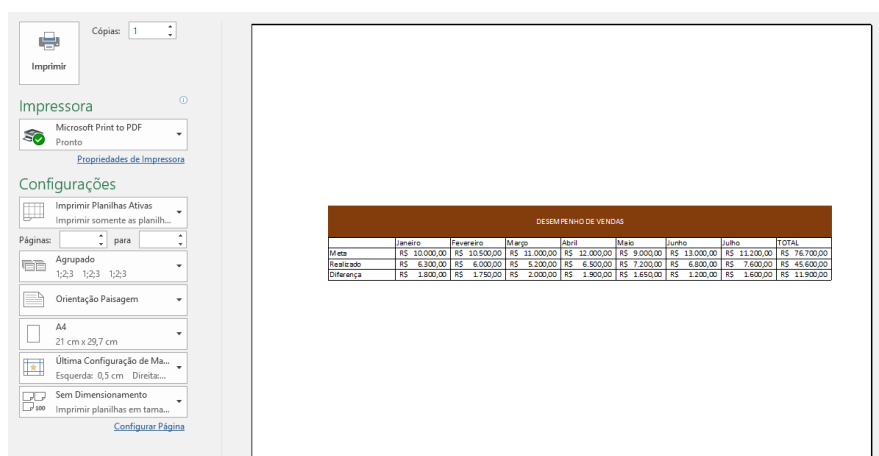 Cópias: 1
Imprimir
Impressora
Microsoft Print to PDF
Pronto
Propriedades de Impressora
Configurações
Imprimir Planilhas Ativas
Imprimir somente as planilh...
Páginas: para
Agrupado
1;2;3 1;2;3 1;2;3
Orientação Paisagem
A4
21 cm x 29,7 cm
Última Configuração de Ma...
Esquerda: 0,5 cm Direita:...
Sem Dimensionamento
100 Imprimir planilhas em tama...
Configurar Página
DESEMPENHO DE VENDAS
Janeiro Fevereiro Março Abril Maio Junho Julho TOTAL
Meta R$ 10.000,00 R$ 10.500,00 R$ 11.000,00 R$ 12.000,00 R$ 9.000,00 R$ 13.000,00 R$ 11.200,00 R$ 76.700,00
Realizado R$ 6.300,00 R$ 6.000,00 R$ 5.200,00 R$ 6.500,00 R$ 7.200,00 R$ 6.800,00 R$ 7.600,00 R$ 45.600,00
Diferença R$ 1.800,00 R$ 1.750,00 R$ 2.000,00 R$ 1.900,00 R$ 1.650,00 R$ 1.200,00 R$ 1.600,00 R$ 11.900,00